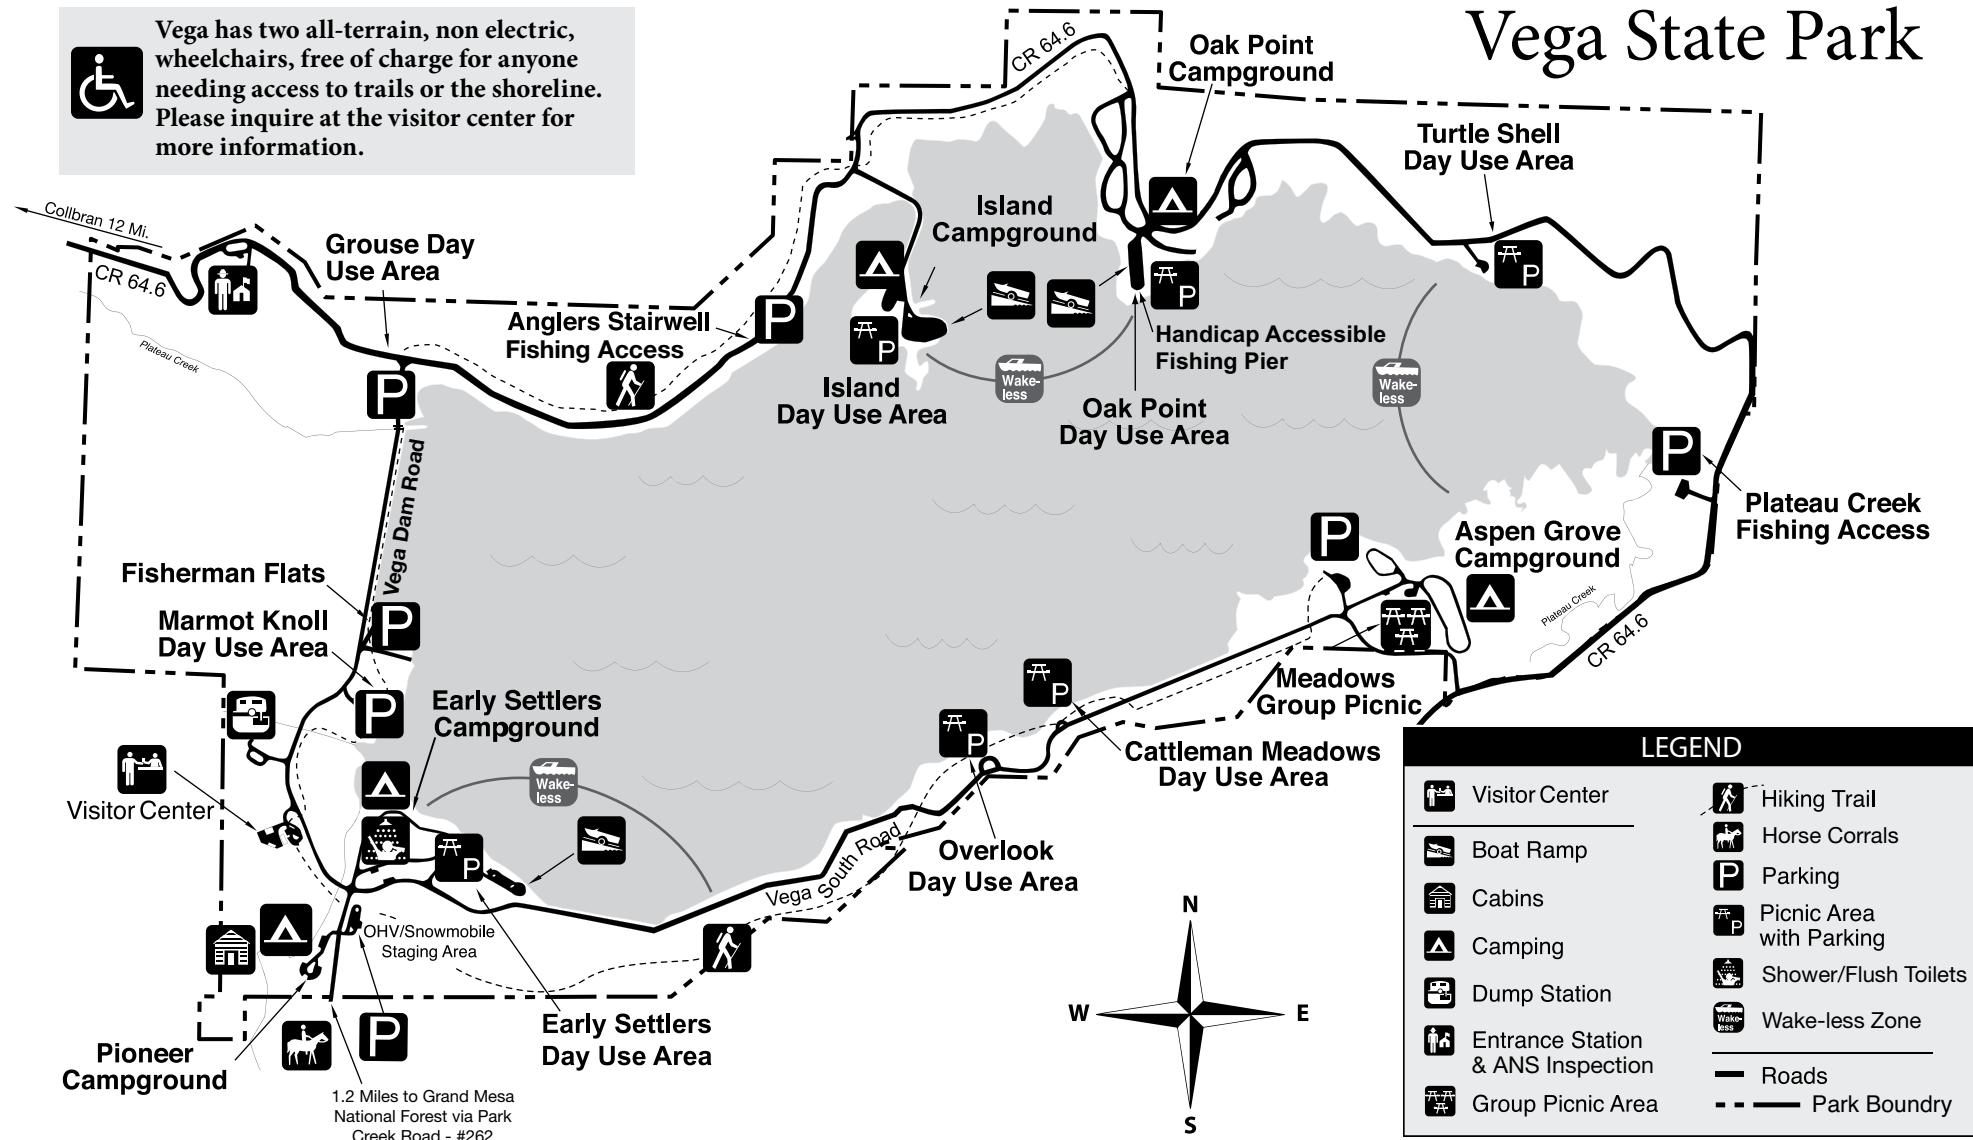 Vega has two all-terrain, non electric,
wheelchairs, free of charge for anyone
needing access to trails or the shoreline.
Please inquire at the visitor center for
more information.
Vega State Park
CR 64.6
Oak Point
Campground
Turtle Shell
Day Use Area
Collbran 12 Mi.
CR 64.6
Grouse Day
Use Area
Island
Campground
Plateau Creek
Anglers Stairwell
Fishing Access
P
P
P
P
P
Handicap Accessible
Fishing Pier
Wake-
less
Wake-
less
P
Island
Day Use Area
Oak Point
Day Use Area
P
Plateau Creek
Fishing Access
Vega Dam Road
P
Aspen Grove
Campground
Fisherman Flats
Marmot Knoll
Day Use Area
P
Plateau Creek
CR 64.6
Meadows
Group Picnic
P
P
P
Early Settlers
Campground
Cattleman Meadows
Day Use Area
Visitor Center
Wake-
less
P
Vega South Road
Overlook
Day Use Area
OHV/Snowmobile
Staging Area
Early Settlers
Day Use Area
P
Pioneer
Campground
1.2 Miles to Grand Mesa
National Forest via Park
Creek Road - #262
N
W
E
S
LEGEND
Visitor Center
Boat Ramp
Cabins
Camping
Dump Station
Entrance Station
& ANS Inspection
Group Picnic Area
Hiking Trail
Horse Corrals
P
Parking
P
Picnic Area
with Parking
Shower/Flush Toilets
Wake-
less
Wake-less Zone
Roads
Park Boundry